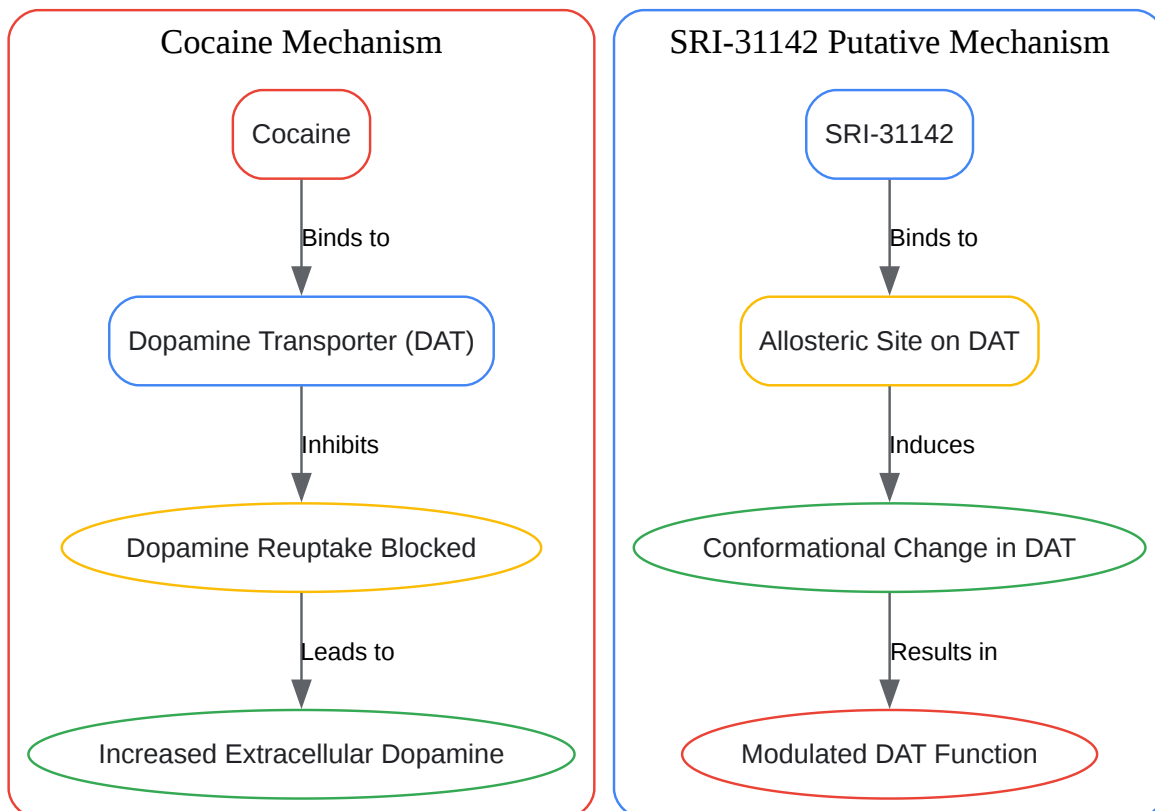 Cocaine Mechanism
Cocaine
Binds to
Dopamine Transporter (DAT)
Inhibits
Dopamine Reuptake Blocked
Leads to
Increased Extracellular Dopamine
SRI-31142 Putative Mechanism
SRI-31142
Binds to
Allosteric Site on DAT
Induces
Conformational Change in DAT
Results in
Modulated DAT Function